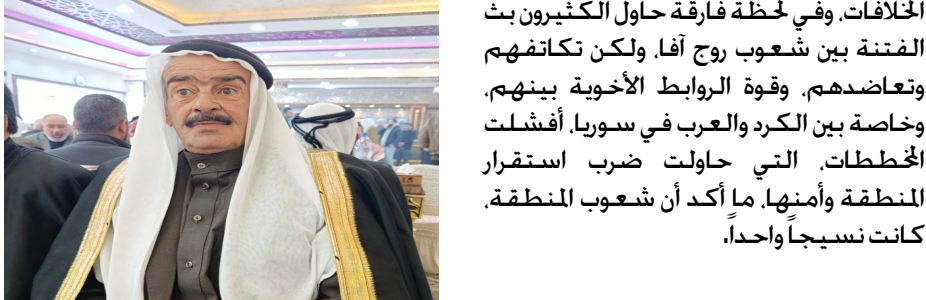 الخلافات، وفي لحظة فارقة حاول الكثيرون بث
الفتنة بين شعوب روج آفا، ولكن تكاتفهم
وتعاضدهم، وقوة الروابط الأخوية بينهم،
وخاصة بين الكرد والعرب في سوريا، أفشلت
المخططات، التي حاولت ضرب استقرار
المنطقة وأمنها، ما أكد أن شعوب المنطقة،
كانت نسيجاً واحداً.